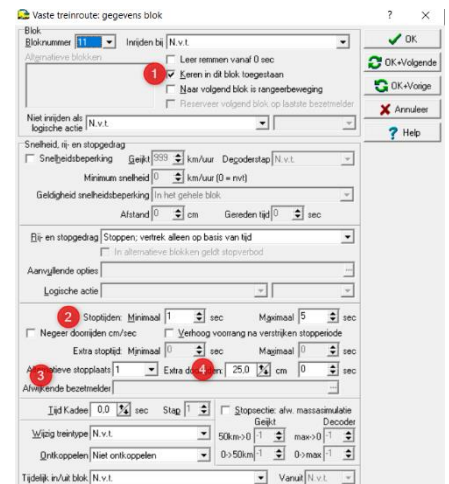 Vaste treinroute: gegevens blok ? ×
Blok
Bloknummer 11 Inrijden bij N.v.t.
Alternatieve blokken
Leer remmen vanaf 0 sec
1 Keren in dit blok toegestaan
Naar volgend blok is rangeerbeweging
Reserveer volgend blok op laatste bezetmelder
Niet inrijden als logische actie N.v.t.
OK
OK+Volgende
OK+Vorige
Annuleer
Help
Snelheid, rij- en stopgedrag
Snelheidsbeperking Geijkt 999 km/uur Decoderstap N.v.t.
Minimum snelheid 0 km/uur (0 = nvt)
Geldigheid snelheidsbeperking In het gehele blok
Afstand 0 cm Gereden tijd 0 sec
Rij- en stopgedrag Stoppen; vertrek alleen op basis van tijd
In alternatieve blokken geldt stopverbod
Aanvullende opties ...
Logische actie
2 Stoptijden: Minimaal 1 sec Maximaal 5 sec
Negeer doorrijden cm/sec Verhoog voorrang na verstrijken stopperiode
Extra stoptijd: Minimaal 0 sec Maximaal 0 sec
3 stopplaats 1 Extra 4 25,0 cm 0 sec
bezetmelder ...
Tijd Kadee 0,0 sec Stap 1 Stopsectie: afw. massasimulatie
Geijkt Decoder
Wijzig treintype N.v.t. 50km->0 -1 max->0 -1
Ontkoppelen Niet ontkoppelen 0->50km -1 0->max -1
Tijdelijk in/uit blok N.v.t. Vanuit N.v.t.